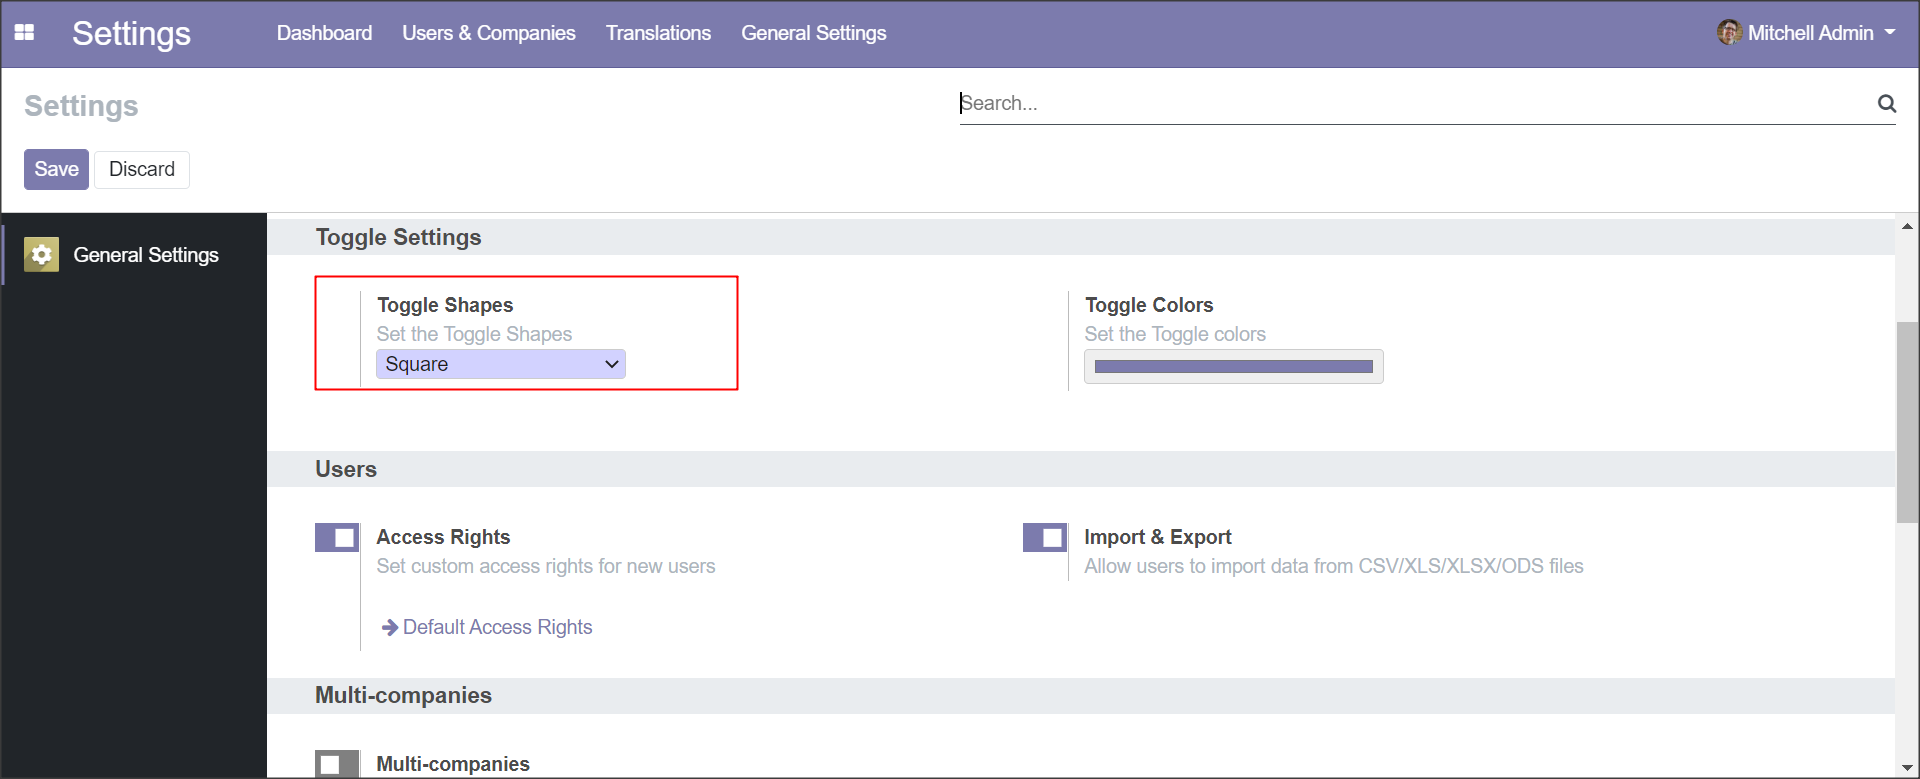 Settings
Dashboard
Users & Companies
Translations
General Settings
Mitchell Admin
Settings
Search...
Save
Discard
General Settings
Toggle Settings
Toggle Shapes
Set the Toggle Shapes
Square
Toggle Colors
Set the Toggle colors
Users
Access Rights
Set custom access rights for new users
Default Access Rights
Import & Export
Allow users to import data from CSV/XLS/XLSX/ODS files
Multi-companies
Multi-companies